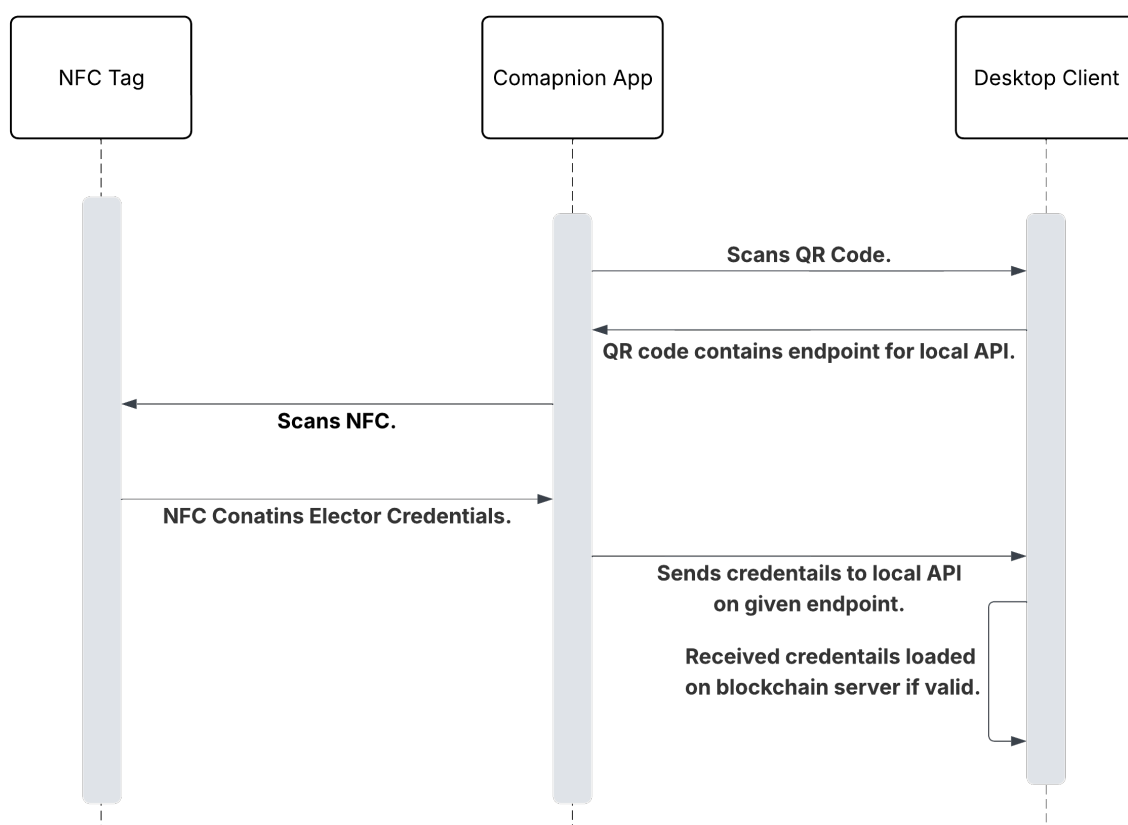 NFC Tag
Comapnion App
Desktop Client
Scans QR Code.
QR code contains endpoint for local API.
Scans NFC.
NFC Conatins Elector Credentials.
Sends credentails to local API
on given endpoint.
Received credentails loaded
on blockchain server if valid.